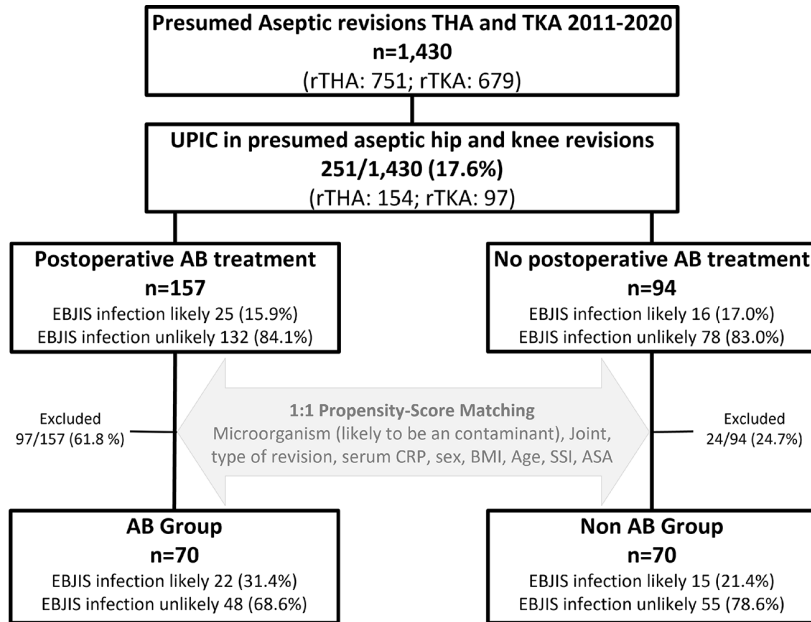 Presumed Aseptic revisions THA and TKA 2011-2020
n=1,430
(rTHA: 751; rTKA: 679)
UPIC in presumed aseptic hip and knee revisions
251/1,430 (17.6%)
(rTHA: 154; rTKA: 97)
Postoperative AB treatment
n=157
EBJIS infection likely 25 (15.9%)
EBJIS infection unlikely 132 (84.1%)
No postoperative AB treatment
n=94
EBJIS infection likely 16 (17.0%)
EBJIS infection unlikely 78 (83.0%)
Excluded
97/157 (61.8 %)
1:1 Propensity-Score Matching
Microorganism (likely to be an contaminant), Joint,
type of revision, serum CRP, sex, BMI, Age, SSI, ASA
Excluded
24/94 (24.7%)
AB Group
n=70
EBJIS infection likely 22 (31.4%)
EBJIS infection unlikely 48 (68.6%)
Non AB Group
n=70
EBJIS infection likely 15 (21.4%)
EBJIS infection unlikely 55 (78.6%)